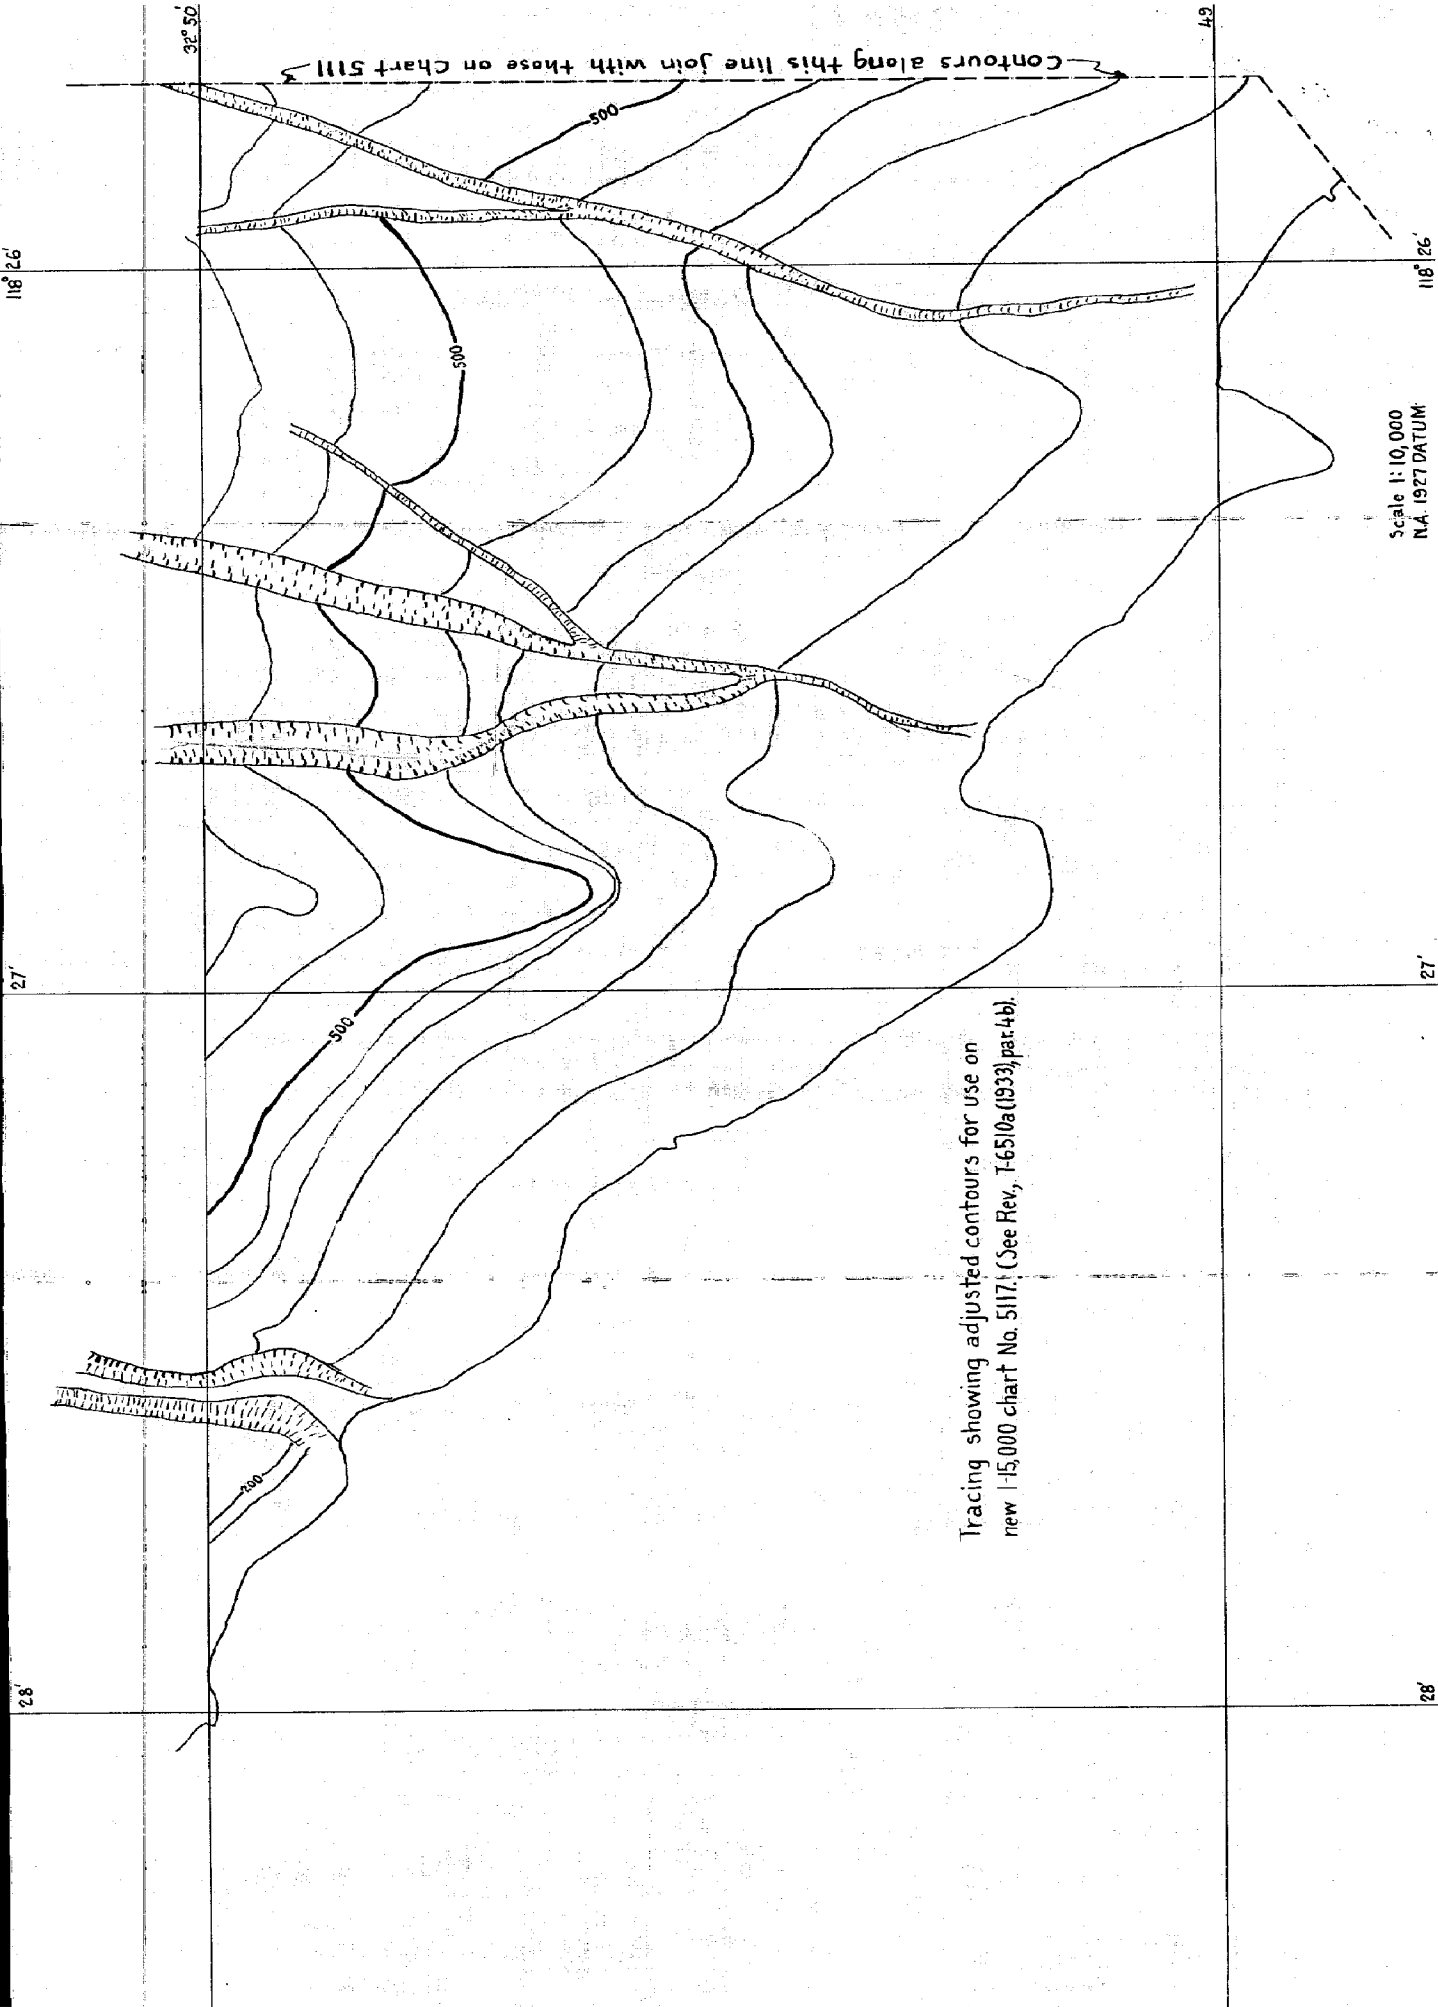 32° 50'
49
Contours along this line join with those on Chart 5111
500
118° 26'
118° 26'
500
Scale 1:10,000
N.A. 1927 DATUM
27'
27'
500
Tracing showing adjusted contours for use on
new 1-15,000 chart No. 5117. (See Rev., T-6510a (1933), par. 4b).
200
28'
28'